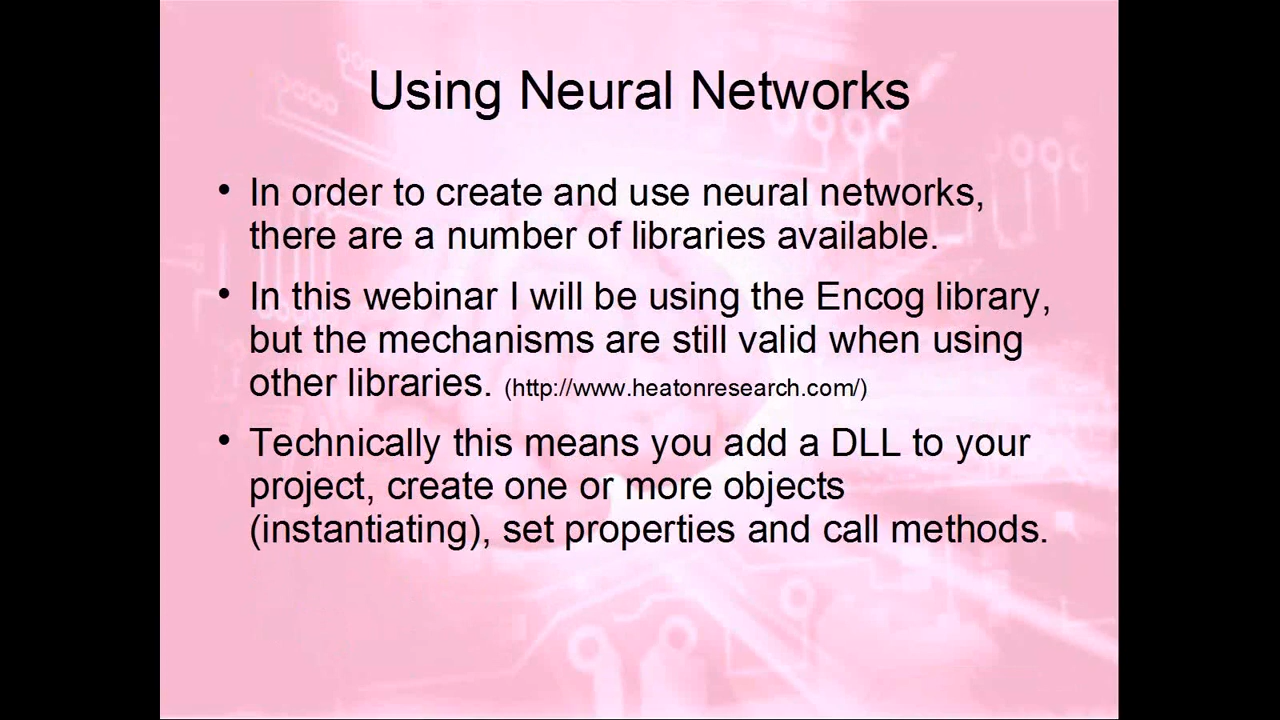 Using Neural Networks
• In order to create and use neural networks,
there are a number of libraries available.
• In this webinar I will be using the Encog library,
but the mechanisms are still valid when using
other libraries. (http://www.heatonresearch.com/)
• Technically this means you add a DLL to your
project, create one or more objects
(instantiating), set properties and call methods.